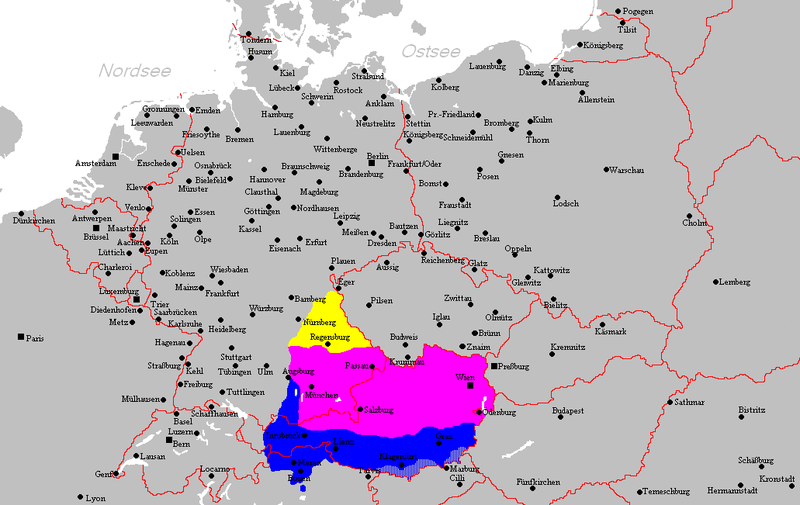 Pogegen
Tilsit
Tondern
Husum
Königsberg
Nordsee
Ostsee
Kiel
Stralsund
Lauenburg
Danzig
Elbing
Marienburg
Kolberg
Allenstein
Lübeck
Schwerin
Rostock
Anklam
Gronningen
Leeuwarden
Emden
Hamburg
Lauenburg
Neustrelitz
Stettin
Pr.-Friedland
Bromberg
Kulm
Friesoythe
Bremen
Wittenberge
Königsberg
Schneidemühl
Thorn
Amsterdam
Uelsen
Enschede
Osnabrück
Bielefeld
Münster
Hannover
Braunschweig
Berlin
Brandenburg
Frankfurt/Oder
Gnesen
Posen
Warschau
Kleve
Clausthal
Magdeburg
Bomst
Dünkirchen
Antwerpen
Venlo
Essen
Göttingen
Nordhausen
Leipzig
Fraustadt
Lodsch
Brüssel
Maastricht
Solingen
Kassel
Meißen
Bautzen
Liegnitz
Cholm
Aachen
Köln
Olpe
Eisenach
Erfurt
Dresden
Görlitz
Breslau
Lüttich
Eupen
Oppeln
Charleroi
Koblenz
Wiesbaden
Plauen
Aussig
Reichenberg
Glatz
Kattowitz
Gleiwitz
Lemberg
Luxemburg
Mainz
Frankfurt
Eger
Trier
Bamberg
Pilsen
Zwittau
Bielitz
Diedenhofen
Saarbrücken
Würzburg
Olmütz
Metz
Karlsruhe
Heidelberg
Nürnberg
Iglau
Käsmark
Paris
Hagenau
Stuttgart
Regensburg
Budweis
Brünn
Znaim
Kremnitz
Straßburg
Kehl
Tübingen
Ulm
Augsburg
Passau
Krummau
Preßburg
Freiburg
Tuttlingen
München
Wien
Mülhausen
Schaffhausen
Salzburg
Ödenburg
Budapest
Sathmar
Bistritz
Basel
Luzern
Bern
Innsbruck
Lienz
Graz
Lausan
Genf
Locarno
Meran
Bozen
Klagenfurt
Tarvis
Marburg
Cilli
Schäßburg
Lyon
Fünfkirchen
Temeschburg
Hermannstadt
Kronstadt